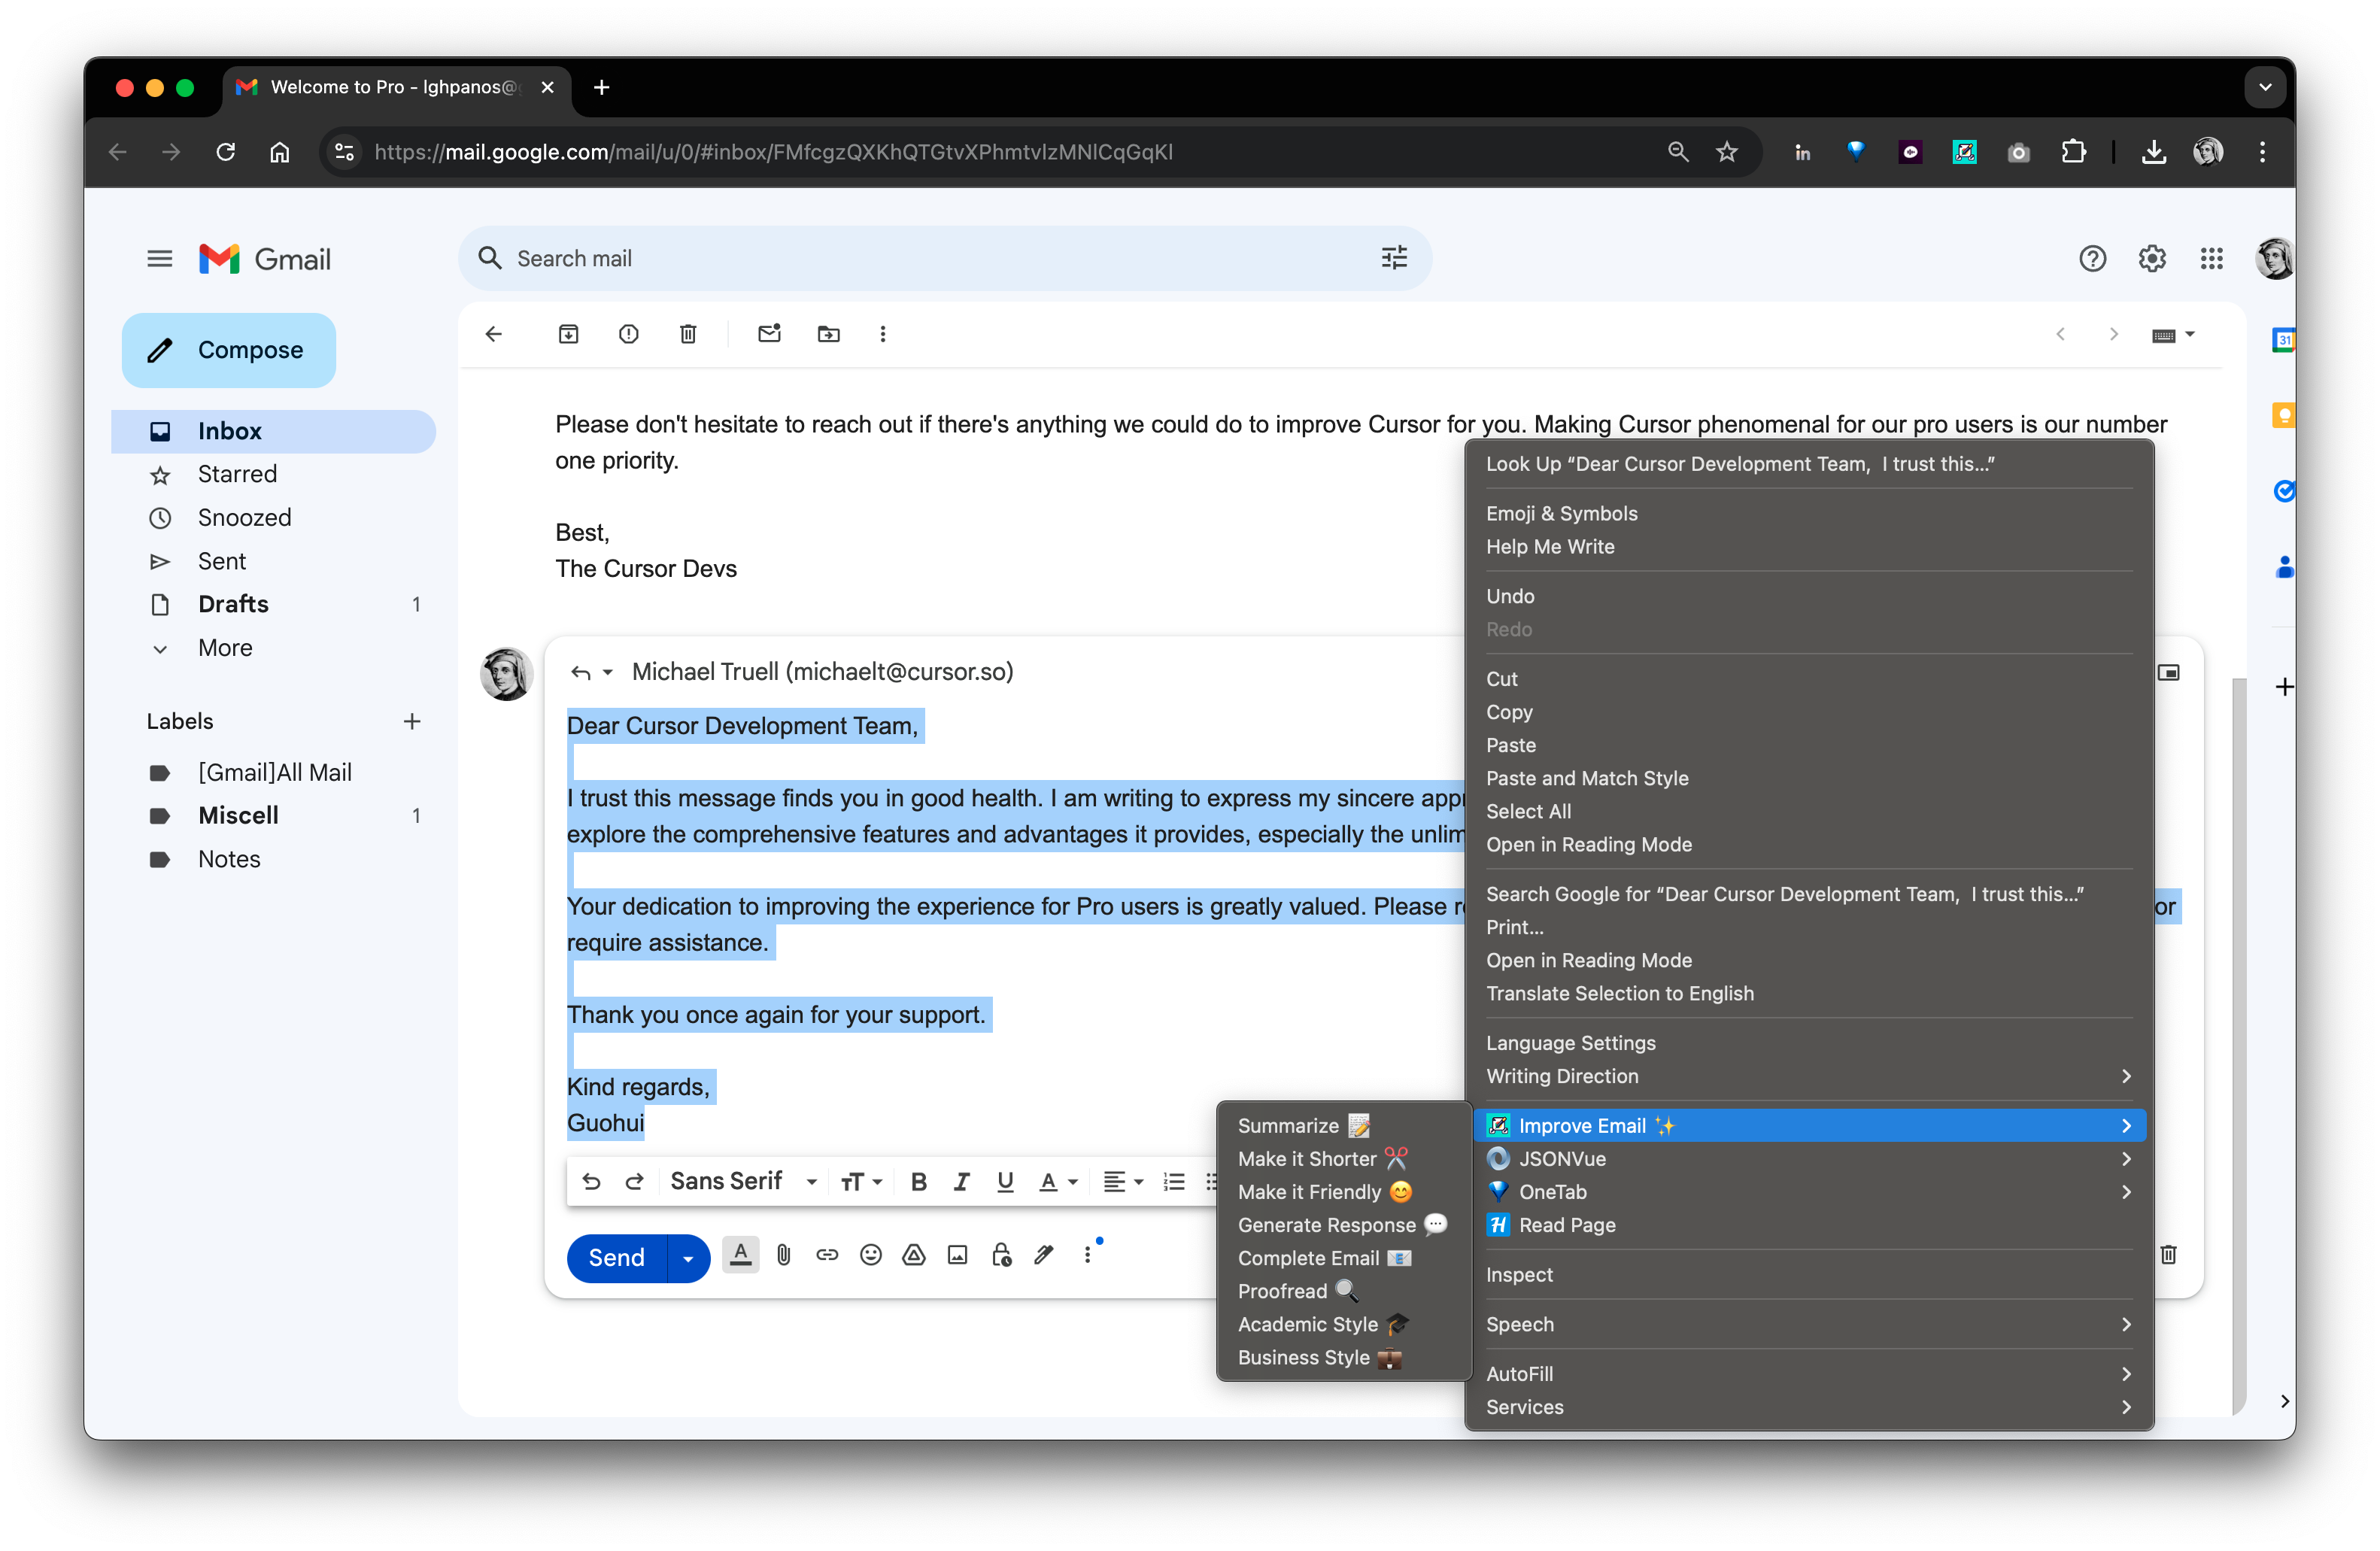 Welcome to Pro - lghpanos@
https://mail.google.com/mail/u/0/#inbox/FMfcgzQXKhQTGtvXPhmtvlzMNlCqGqKl
in
Gmail
Search mail
Compose
Inbox
Starred
Snoozed
Sent
Drafts 1
More
Labels
[Gmail]All Mail
Miscell 1
Notes
31
Please don't hesitate to reach out if there's anything we could do to improve Cursor for you. Making Cursor phenomenal for our pro users is our number
one priority.
Best,
The Cursor Devs
Michael Truell (michaelt@cursor.so)
Dear Cursor Development Team,
I trust this message finds you in good health. I am writing to express my sincere
explore the comprehensive features and advantages it provides, especially the
Your dedication to improving the experience for Pro users is greatly valued. Please or
require assistance.
Thank you once again for your support.
Kind regards,
Guohui
Sans Serif
Send
Look Up “Dear Cursor Development Team, I trust this...”
Emoji & Symbols
Help Me Write
Undo
Redo
Cut
Copy
Paste
Paste and Match Style
Select All
Open in Reading Mode
Search Google for “Dear Cursor Development Team, I trust this...”
Print...
Open in Reading Mode
Translate Selection to English
Language Settings
Writing Direction
Improve Email ✨
JSONVue
OneTab
Read Page
Inspect
Speech
AutoFill
Services
Summarize 📝
Make it Shorter ✂️
Make it Friendly 😊
Generate Response 💬
Complete Email 📧
Proofread 🔍
Academic Style 🎓
Business Style 💼